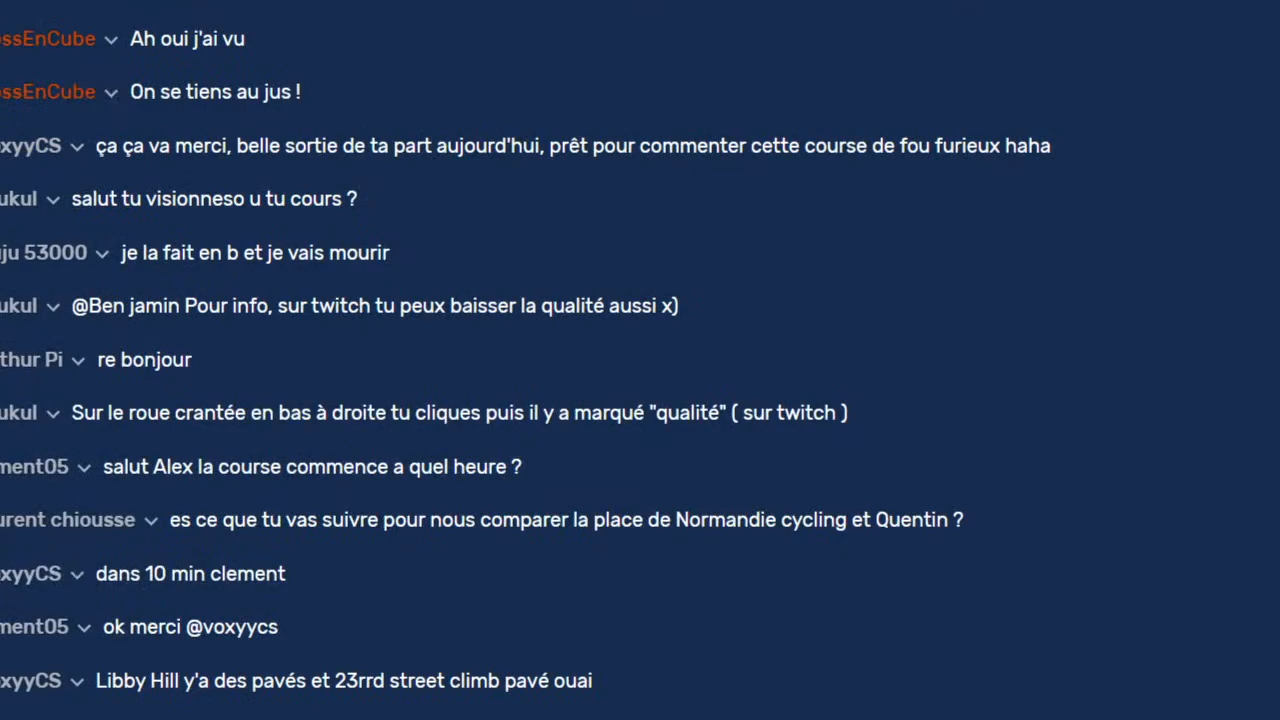 ossEnCube Ah oui j'ai vu
ossEnCube On se tiens au jus !
oxyyCS ça ça va merci, belle sortie de ta part aujourd'hui, prêt pour commenter cette course de fou furieux haha
ukul salut tu visionneso u tu cours ?
uju 53000 je la fait en b et je vais mourir
ukul @Ben jamin Pour info, sur twitch tu peux baisser la qualité aussi x)
thur Pi re bonjour
ukul Sur le roue crantée en bas à droite tu cliques puis il y a marqué "qualité" ( sur twitch )
ment05 salut Alex la course commence a quel heure ?
urent chiousse es ce que tu vas suivre pour nous comparer la place de Normandie cycling et Quentin ?
oxyyCS dans 10 min clement
ment05 ok merci @voxyycs
oxyyCS Libby Hill y'a des pavés et 23rrd street climb pavé ouai